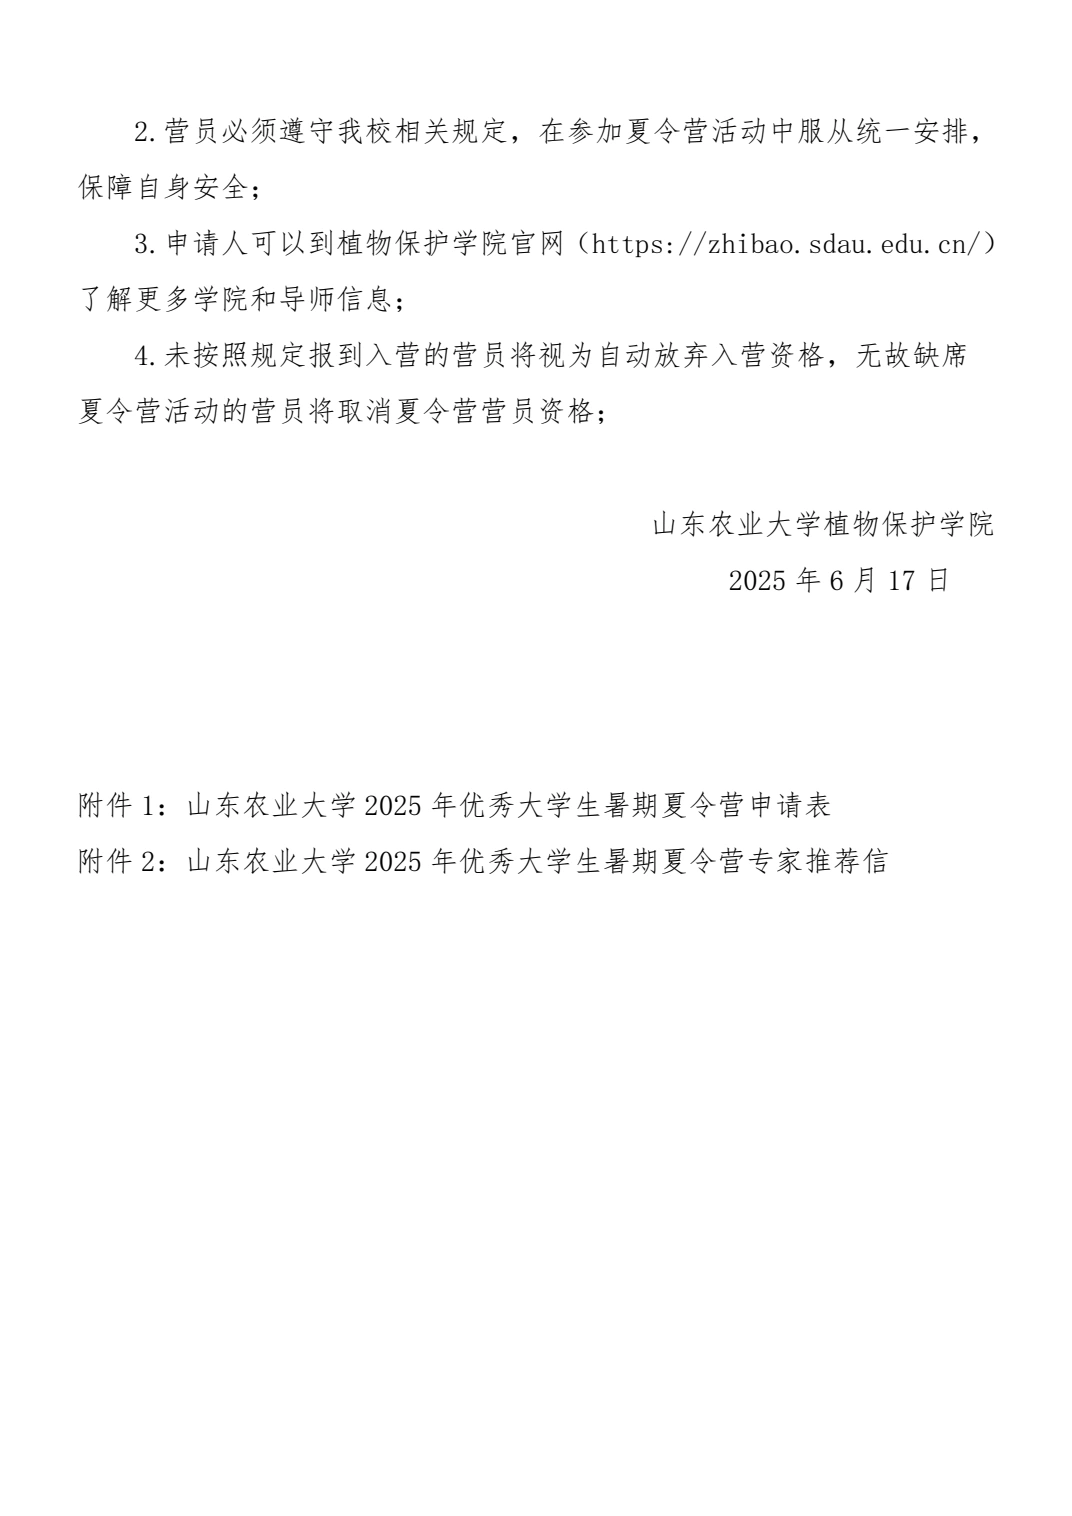 2.营员必须遵守我校相关规定，在参加夏令营活动中服从统一安排，
保障自身安全；
3.申请人可以到植物保护学院官网（https://zhibao.sdau.edu.cn/）
了解更多学院和导师信息；
4.未按照规定报到入营的营员将视为自动放弃入营资格，无故缺席
夏令营活动的营员将取消夏令营营员资格；
山东农业大学植物保护学院
2025 年 6 月 17 日
附件 1：山东农业大学 2025 年优秀大学生暑期夏令营申请表
附件 2：山东农业大学 2025 年优秀大学生暑期夏令营专家推荐信